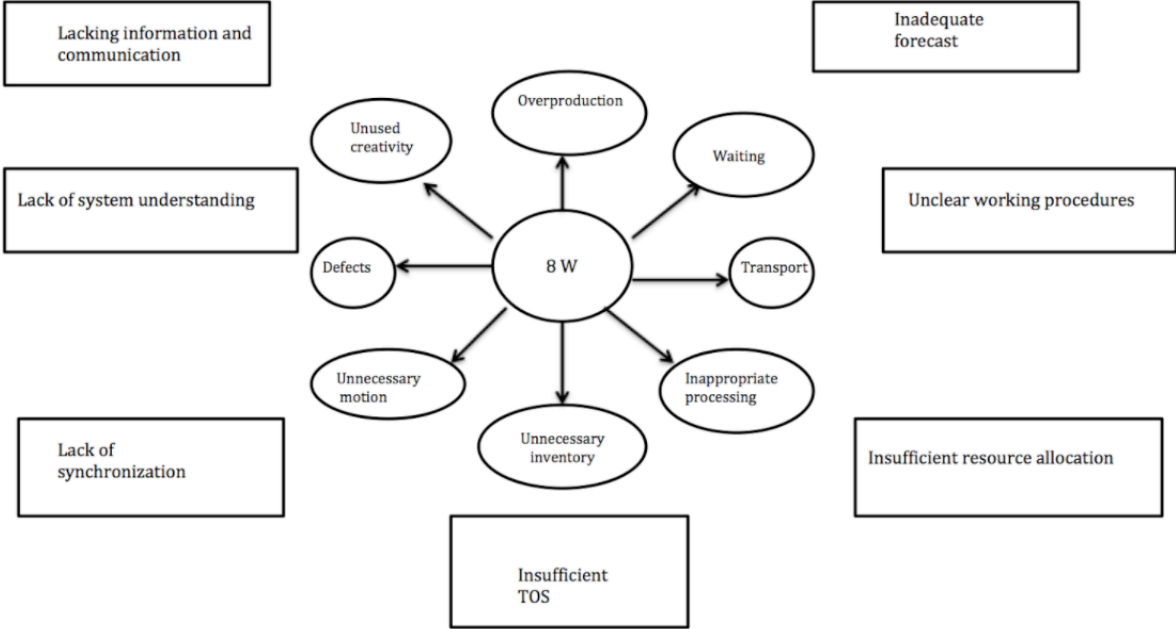 Lacking information and
communication
Inadequate
forecast
Overproduction
Unused
creativity
Waiting
Lack of system understanding
Unclear working procedures
Defects
8 W
Transport
Unnecessary
motion
Inappropriate
processing
Unnecessary
inventory
Lack of
synchronization
Insufficient resource allocation
Insufficient
TOS